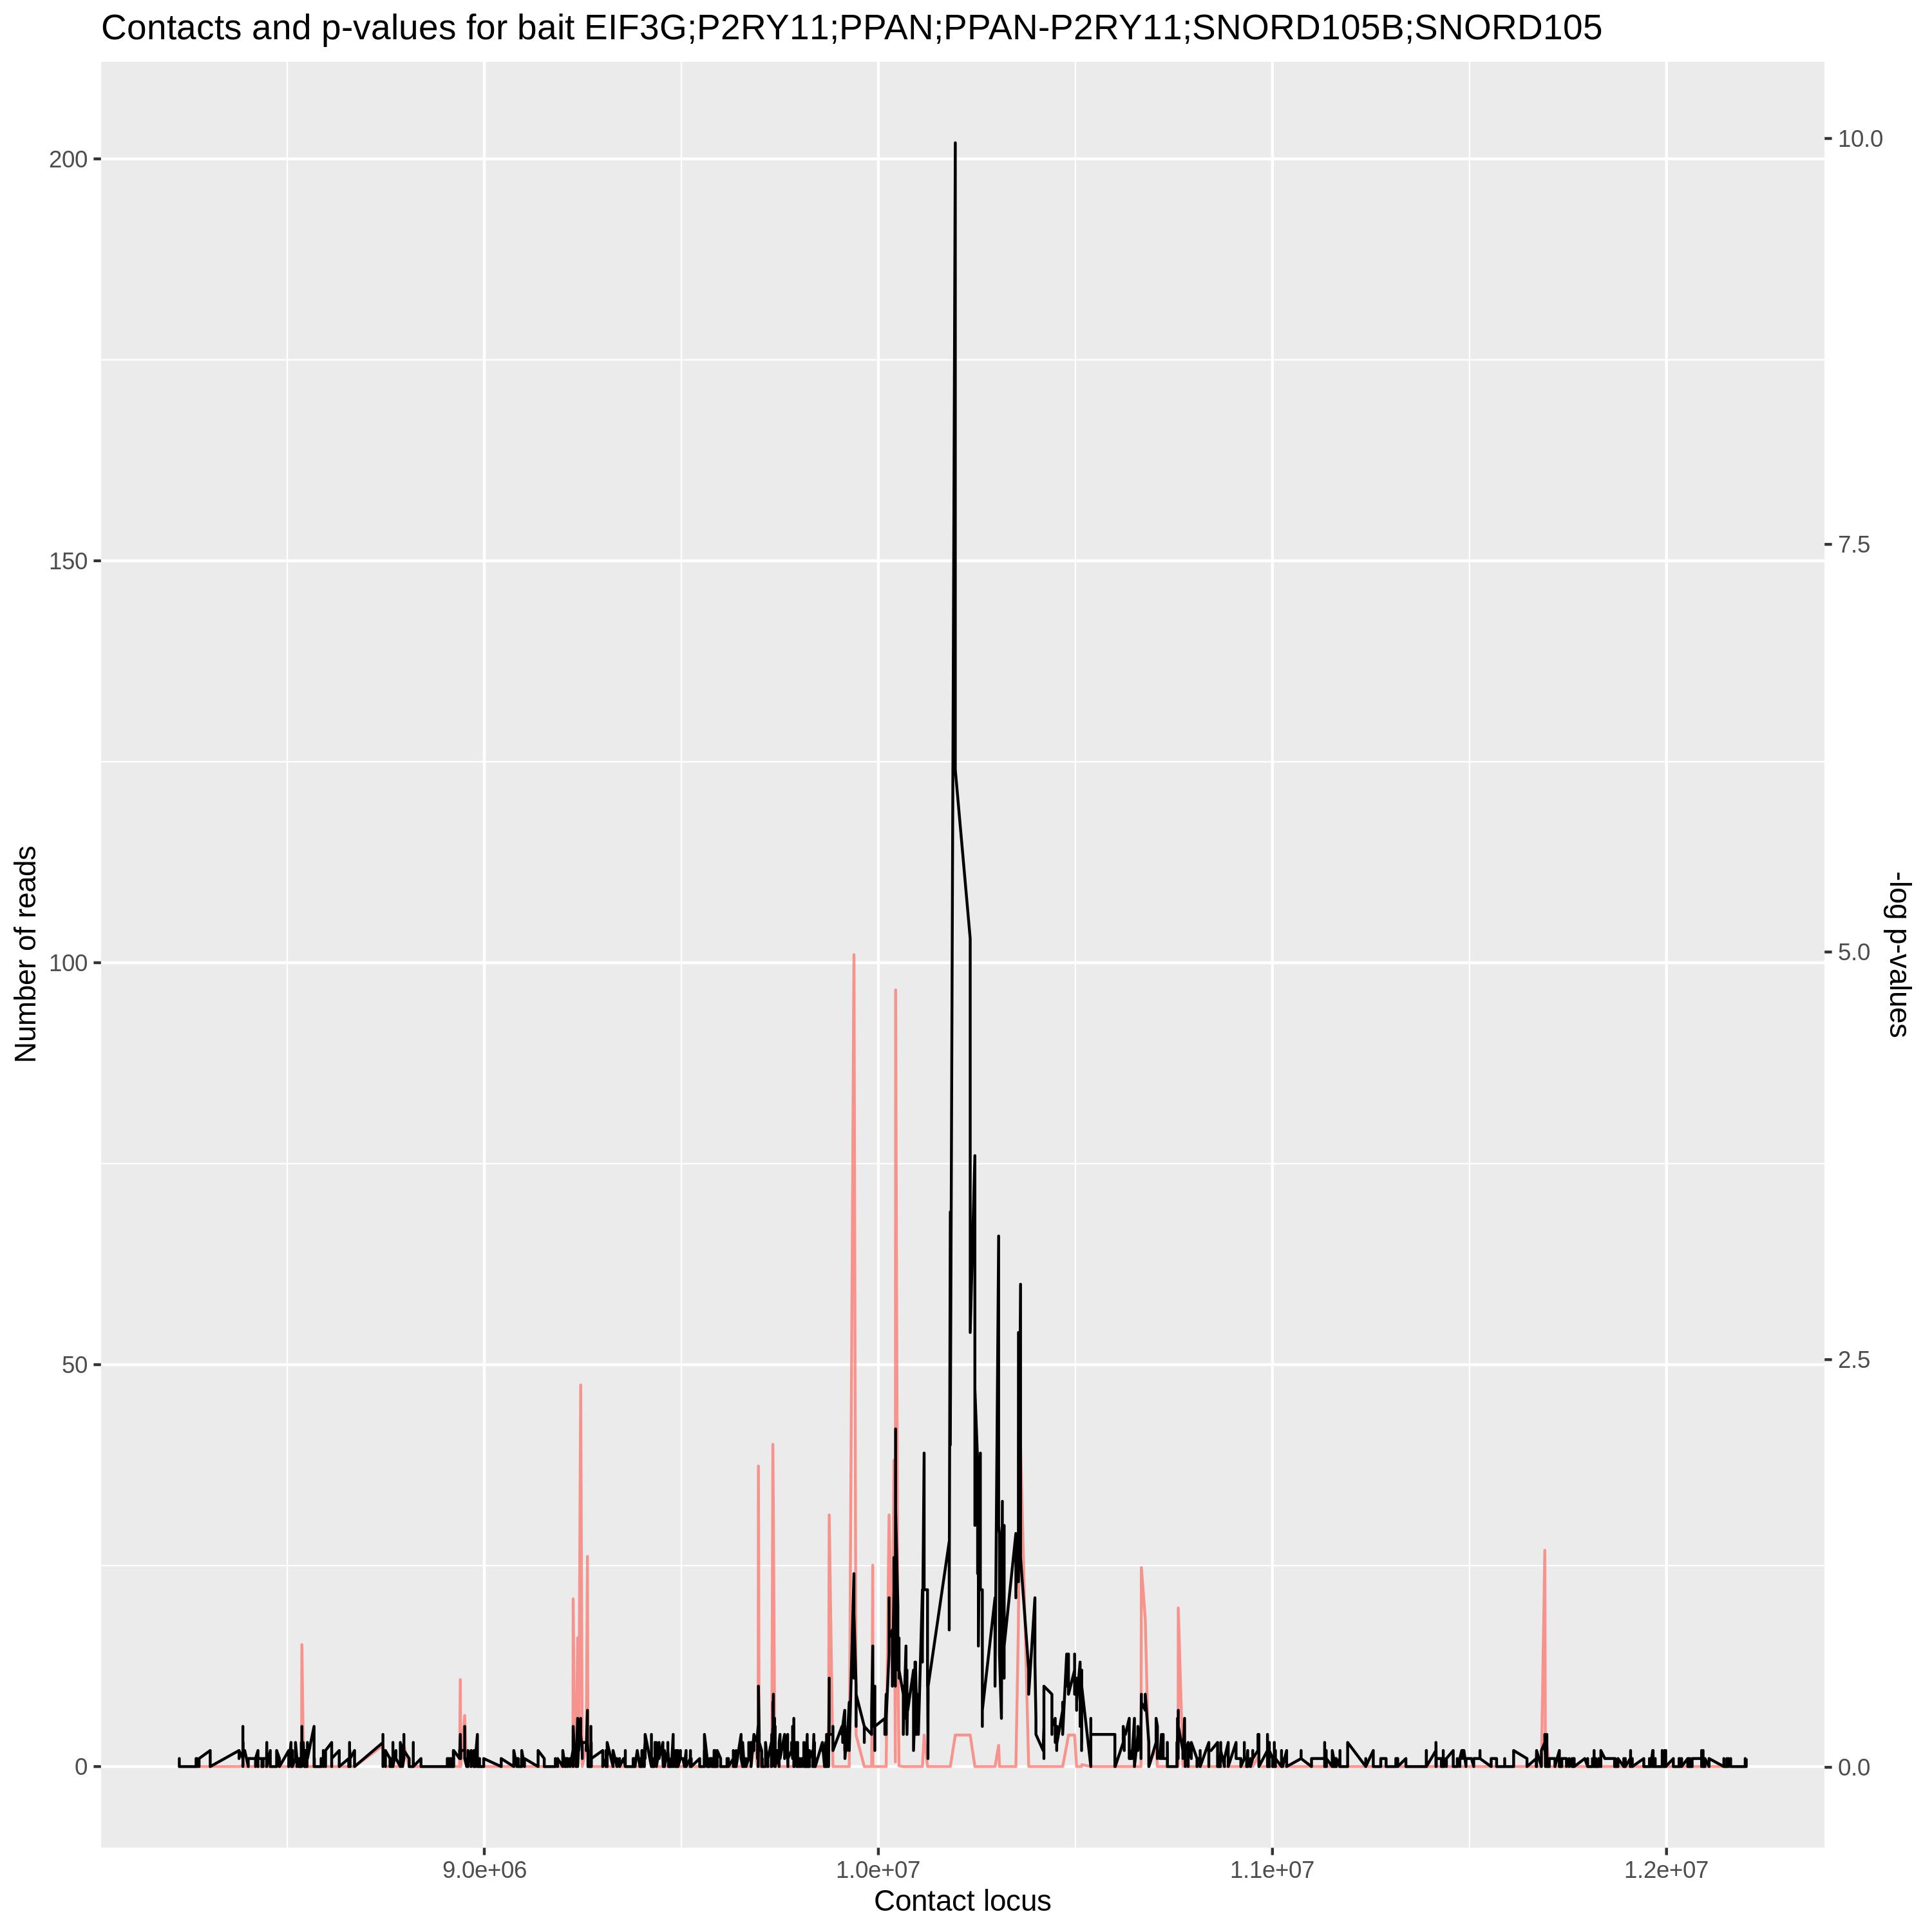 Contacts and p-values for bait EIF3G;P2RY11;PPAN;PPAN-P2RY11;SNORD105B;SNORD105
200
150
100
50
0
Number of reads
10.0
7.5
5.0
2.5
0.0
-log p-values
9.0e+06
1.0e+07
1.1e+07
1.2e+07
Contact locus